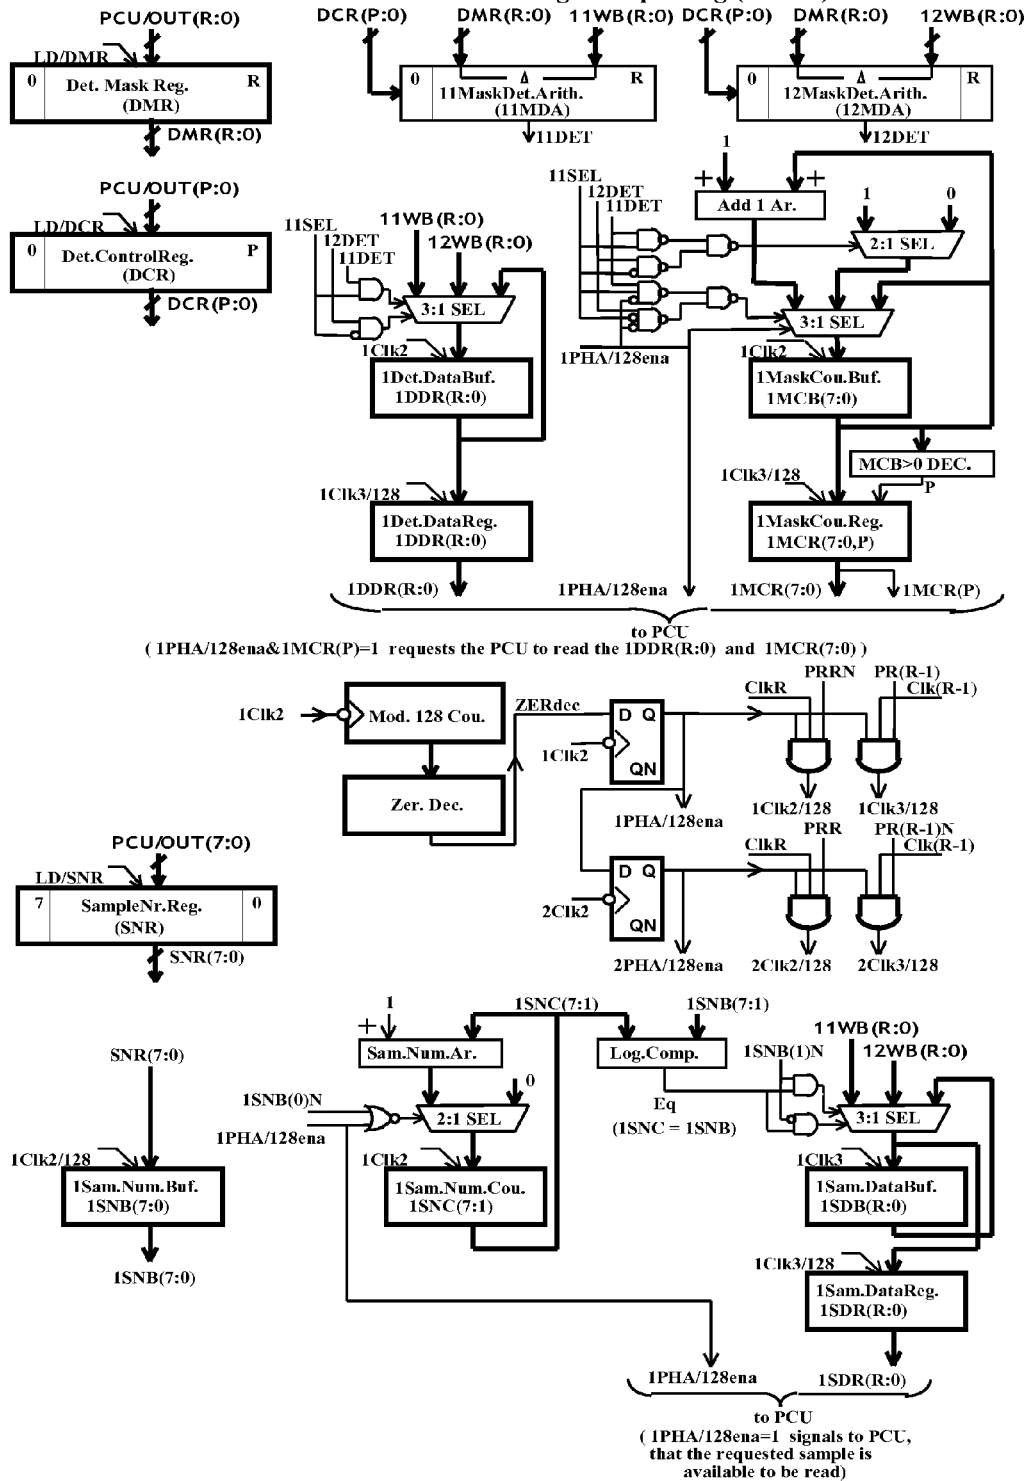 PCU/OUT(R:0)
LD/DMR
0 Det. Mask Reg. R
(DMR)
DMR(R:0)
PCU/OUT(P:0)
LD/DCR
0 Det.ControlReg. P
(DCR)
DCR(P:0)
DCR(P:0) DMR(R:0) 11WB(R:0)
0 Δ R
11MaskDet.Arith.
(11MDA)
11DET
DCR(P:0) DMR(R:0) 12WB(R:0)
0 Δ R
12MaskDet.Arith.
(12MDA)
12DET
11SEL
12DET
11DET
11WB(R:0)
12WB(R:0)
3:1 SEL
1Clk2
1Det.DataBuf.
1DDR(R:0)
1Clk3/128
1Det.DataReg.
1DDR(R:0)
1DDR(R:0)
11SEL
12DET
11DET
1
+ +
Add 1 Ar.
1 0
2:1 SEL
3:1 SEL
1PHA/128ena
1Clk2
1MaskCou.Buf.
1MCB(7:0)
MCB>0 DEC.
P
1Clk3/128
1MaskCou.Reg.
1MCR(7:0,P)
1PHA/128ena 1MCR(7:0) 1MCR(P)
to PCU
( 1PHA/128ena&1MCR(P)=1 requests the PCU to read the 1DDR(R:0) and 1MCR(7:0) )
1Clk2
Mod. 128 Cou.
Zer. Dec.
ZERdec
D Q
1Clk2
QN
1PHA/128ena
ClkR
PRRN PR(R-1)
Clk(R-1)
1Clk2/128 1Clk3/128
D Q
2Clk2
QN
2PHA/128ena
ClkR
PRR PR(R-1)N
Clk(R-1)
2Clk2/128 2Clk3/128
PCU/OUT(7:0)
LD/SNR
7 SampleNr.Reg. 0
(SNR)
SNR(7:0)
SNR(7:0)
1Clk2/128
1Sam.Num.Buf.
1SNB(7:0)
1SNB(7:0)
1
+
Sam.Num.Ar.
1SNC(7:1)
0
1SNB(0)N
1PHA/128ena
2:1 SEL
1Clk2
1Sam.Num.Cou.
1SNC(7:1)
1SNB(7:1)
Log.Comp.
Eq
(1SNC = 1SNB)
1SNB(1)N
11WB(R:0)
12WB(R:0)
3:1 SEL
1Clk3
1Sam.DataBuf.
1SDB(R:0)
1Clk3/128
1Sam.DataReg.
1SDR(R:0)
1PHA/128ena 1SDR(R:0)
to PCU
( 1PHA/128ena=1 signals to PCU,
that the requested sample is
available to be read)